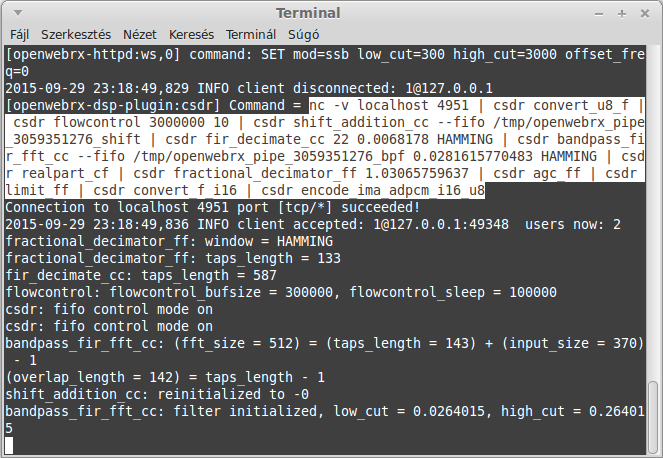 Terminal
Fájl Szerkesztés Nézet Keresés Terminál Súgó
[openwebrx-httpd:ws,0] command: SET mod=ssb low_cut=300 high_cut=3000 offset_fre
q=0
2015-09-29 23:18:49,829 INFO client disconnected: 1@127.0.0.1
[openwebrx-dsp-plugin:csdr] Command = nc -v localhost 4951 | csdr convert_u8_f |
 csdr flowcontrol 3000000 10 | csdr shift_addition_cc --fifo /tmp/openwebrx_pipe
_3059351276_shift | csdr fir_decimate_cc 22 0.0068178 HAMMING | csdr bandpass_fi
r_fft_cc --fifo /tmp/openwebrx_pipe_3059351276_bpf 0.0281615770483 HAMMING | csd
r realpart_cf | csdr fractional_decimator_ff 1.03065759637 | csdr agc_ff | csdr 
limit_ff | csdr convert_f_i16 | csdr encode_ima_adpcm_i16_u8
Connection to localhost 4951 port [tcp/*] succeeded!
2015-09-29 23:18:49,836 INFO client accepted: 1@127.0.0.1:49348  users now: 2
fractional_decimator_ff: window = HAMMING
fractional_decimator_ff: taps_length = 133
fir_decimate_cc: taps_length = 587
flowcontrol: flowcontrol_bufsize = 300000, flowcontrol_sleep = 100000
csdr: fifo control mode on
csdr: fifo control mode on
bandpass_fir_fft_cc: (fft_size = 512) = (taps_length = 143) + (input_size = 370)
 - 1
(overlap_length = 142) = taps_length - 1
shift_addition_cc: reinitialized to -0
bandpass_fir_fft_cc: filter initialized, low_cut = 0.0264015, high_cut = 0.26401
5